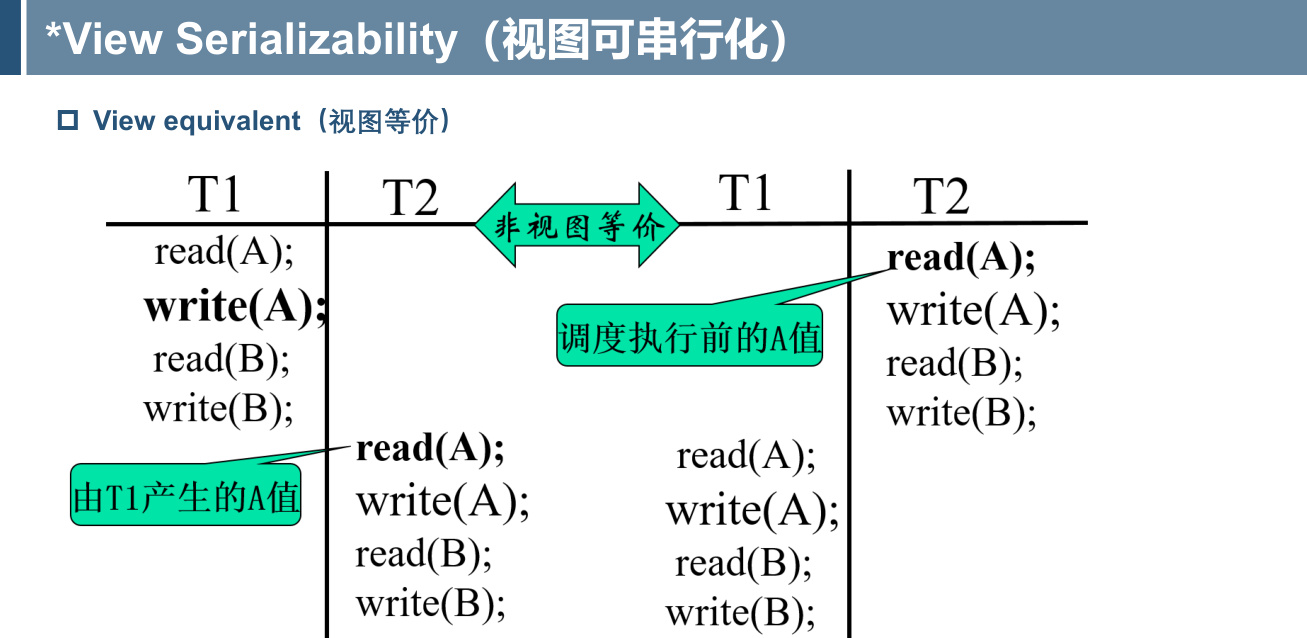 *View Serializability（视图可串行化）
View equivalent（视图等价）
T1
T2
非视图等价
T1
T2
read(A);
write(A);
read(B);
write(B);
由T1产生的A值
read(A);
write(A);
read(B);
write(B);
调度执行前的A值
read(A);
write(A);
read(B);
write(B);
read(A);
write(A);
read(B);
write(B);